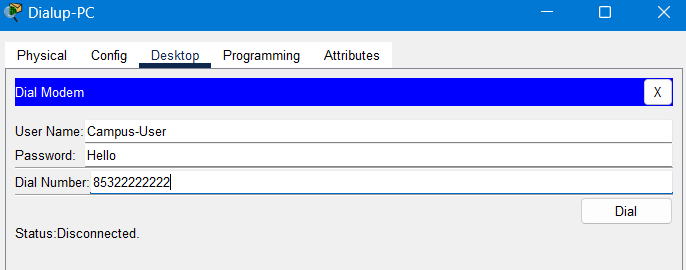 Dialup-PC
Physical Config Desktop Programming Attributes
Dial Modem X
User Name: Campus-User
Password: Hello
Dial Number: 85322222222
Dial
Status:Disconnected.